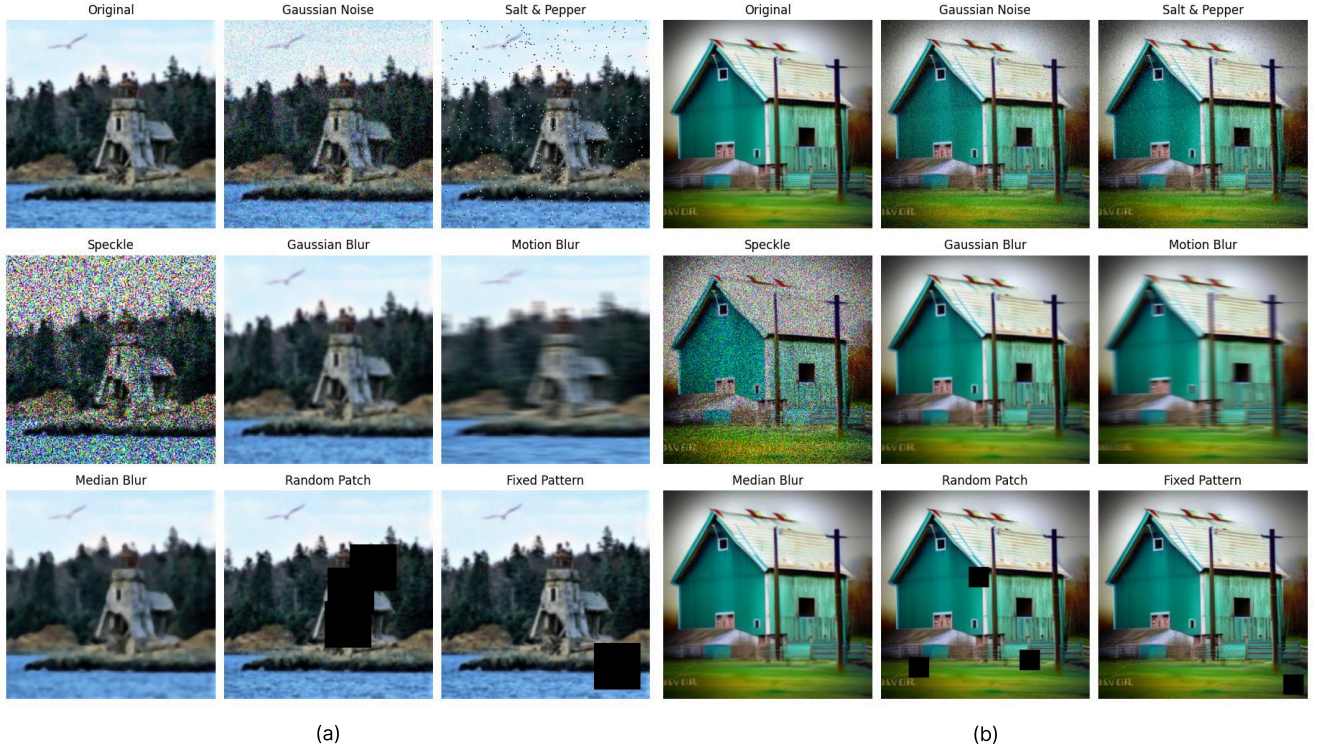 Original Gaussian Noise Salt & Pepper Original Gaussian Noise Salt & Pepper
Speckle Gaussian Blur Motion Blur Speckle Gaussian Blur Motion Blur
Median Blur Random Patch Fixed Pattern Median Blur Random Patch Fixed Pattern
(a) (b)